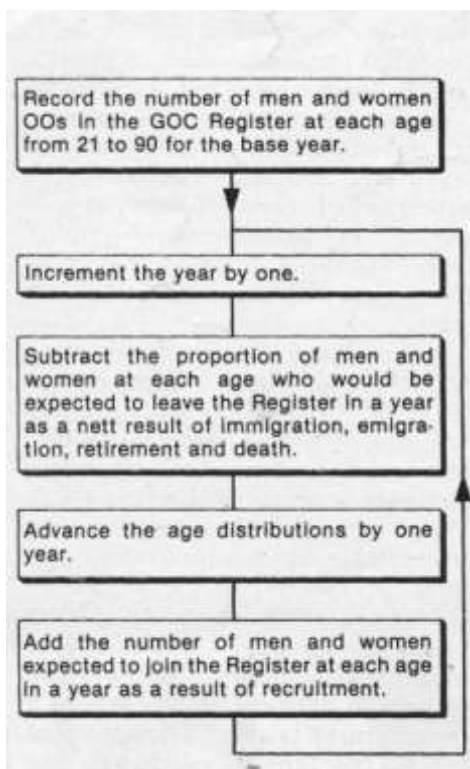 Record the number of men and women
OOs in the GOC Register at each age
from 21 to 90 for the base year.
Increment the year by one.
Subtract the proportion of men and
women at each age who would be
expected to leave the Register in a year
as a nett result of immigration, emigra-
tion, retirement and death.
Advance the age distributions by one
year.
Add the number of men and women
expected to join the Register at each age
in a year as a result of recruitment.